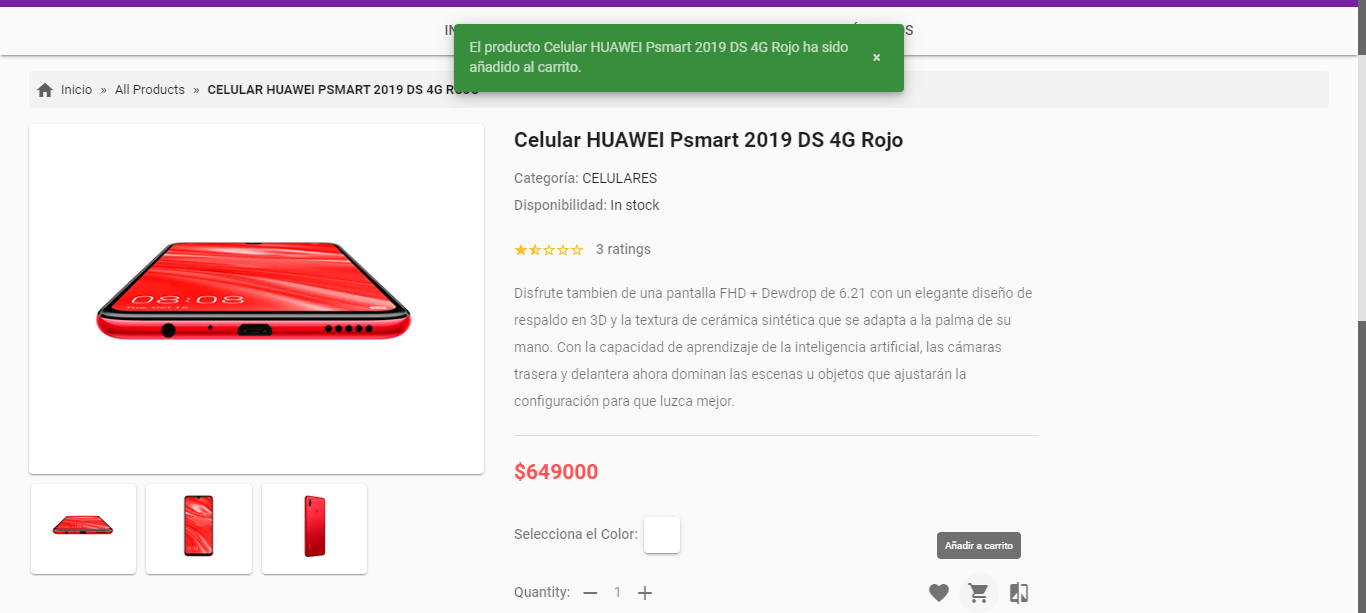 El producto Celular HUAWEI Psmart 2019 DS 4G Rojo ha sido
añadido al carrito.
×
Inicio » All Products » CELULAR HUAWEI PSMART 2019 DS 4G
Celular HUAWEI Psmart 2019 DS 4G Rojo
Categoría: CELULARES
Disponibilidad: In stock
3 ratings
Disfrute tambien de una pantalla FHD + Dewdrop de 6.21 con un elegante diseño de
respaldo en 3D y la textura de cerámica sintética que se adapta a la palma de su
mano. Con la capacidad de aprendizaje de la inteligencia artificial, las cámaras
trasera y delantera ahora dominan las escenas u objetos que ajustarán la
configuración para que luzca mejor.
$649000
Selecciona el Color:
Añadir a carrito
Quantity: — 1 +
08:08